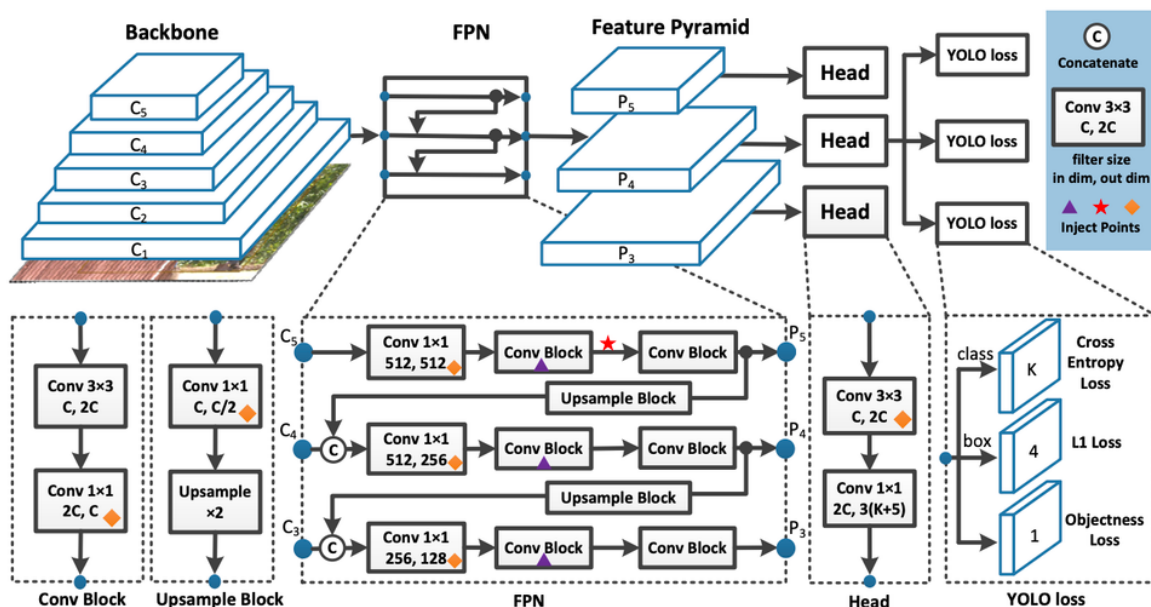 Backbone
FPN
Feature Pyramid
C5
C4
C3
C2
C1
P5
P4
P3
Head
Head
Head
YOLO loss
YOLO loss
YOLO loss
C
Concatenate
Conv 3×3
C, 2C
filter size
in dim, out dim
Inject Points
Conv 3×3
C, 2C
Conv 1×1
2C, C
Conv Block
Conv 1×1
C, C/2
Upsample
×2
Upsample Block
C5
Conv 1×1
512, 512
Conv Block
Conv Block
P5
Upsample Block
C4
C
Conv 1×1
512, 256
Conv Block
Conv Block
P4
Upsample Block
C3
C
Conv 1×1
256, 128
Conv Block
Conv Block
P3
FPN
Conv 3×3
C, 2C
Conv 1×1
2C, 3(K+5)
Head
class
K
Cross
Entropy
Loss
box
4
L1 Loss
1
Objectness
Loss
YOLO loss